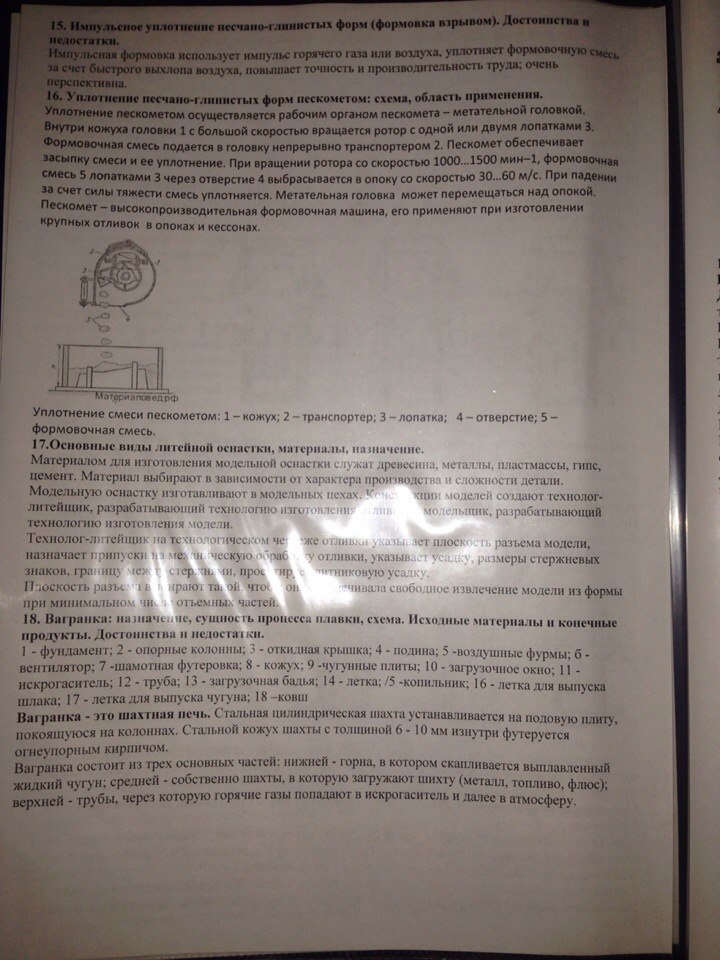 15. Импульсное уплотнение песчано-глинистых форм (формовка взрывом). Достоинства и
недостатки.
Импульсная формовка использует импульс горячего газа или воздуха, уплотняет формовочную смесь
за счет быстрого выхлопа воздуха, повышает точность и производительность труда; очень
перспективна.
16. Уплотнение песчано-глинистых форм пескометом: схема, область применения.
Уплотнение пескометом осуществляется рабочим органом пескомета – метательной головкой.
Внутри кожуха головки 1 с большой скоростью вращается ротор с одной или двумя лопатками 3.
Формовочная смесь подается в головку непрерывно транспортером 2. Пескомет обеспечивает
засыпку смеси и ее уплотнение. При вращении ротора со скоростью 1000...1500 мин–1, формовочная
смесь 5 лопатками 3 через отверстие 4 выбрасывается в опоку со скоростью 30...60 м/с. При падении
за счет силы тяжести смесь уплотняется. Метательная головка может перемещаться над опокой.
Пескомет – высокопроизводительная формовочная машина, его применяют при изготовлении
крупных отливок в опоках и кессонах.
Материаловед.рф
Уплотнение смеси пескометом: 1 – кожух; 2 – транспортер; 3 – лопатка; 4 – отверстие; 5 –
формовочная смесь.
17.Основные виды литейной оснастки, материалы, назначение.
Материалом для изготовления модельной оснастки служат древесина, металлы, пластмассы, гипс,
цемент. Материал выбирают в зависимости от характера производства и сложности детали.
Модельную оснастку изготавливают в модельных цехах. Конструкции моделей создают технолог-
литейщик, разрабатывающий технологию изготовления модельщик, разрабатывающий
технологию изготовления модели.
Технолог-литейщик на технологическом чертеже отливки указывает плоскость разъема модели,
назначает припуски на механическую обработку отливки, указывает усадку, размеры стержневых
знаков, границу между стержнями, проектирует литниковую усадку.
Плоскость разъема выбирают такой, чтобы она свободное извлечение модели из формы
при минимальном числе отъемных частей.
18. Вагранка: назначение, сущность процесса плавки, схема. Исходные материалы и конечные
продукты. Достоинства и недостатки.
1 - фундамент; 2 - опорные колонны; 3 - откидная крышка; 4 - подина; 5 -воздушные фурмы; б -
вентилятор; 7 -шамотная футеровка; 8 - кожух; 9 -чугунные плиты; 10 - загрузочное окно; 11 -
искрогаситель; 12 - труба; 13 - загрузочная бадья; 14 - летка; /5 -копильник; 16 - летка для выпуска
шлака; 17 - летка для выпуска чугуна; 18 –ковш
Вагранка - это шахтная печь. Стальная цилиндрическая шахта устанавливается на подовую плиту,
покоящуюся на колоннах. Стальной кожух шахты с толщиной 6 - 10 мм изнутри футеруется
огнеупорным кирпичом.
Вагранка состоит из трех основных частей: нижней - горна, в котором скапливается выплавленный
жидкий чугун; средней - собственно шахты, в которую загружают шихту (металл, топливо, флюс);
верхней - трубы, через которую горячие газы попадают в искрогаситель и далее в атмосферу.